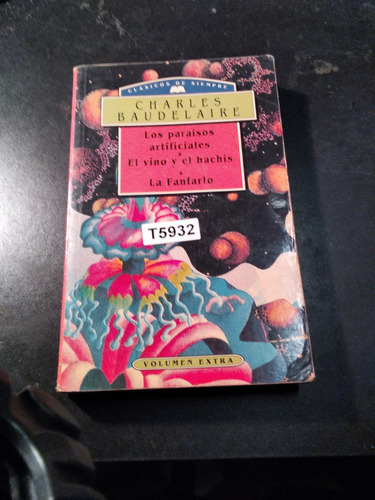 CLÁSICOS DE SIEMPRE
CHARLES
BAUDELAIRE
Los paraísos
artificiales
El vino y el hachís
La Fanfarlo
T5932
VOLUMEN EXTRA